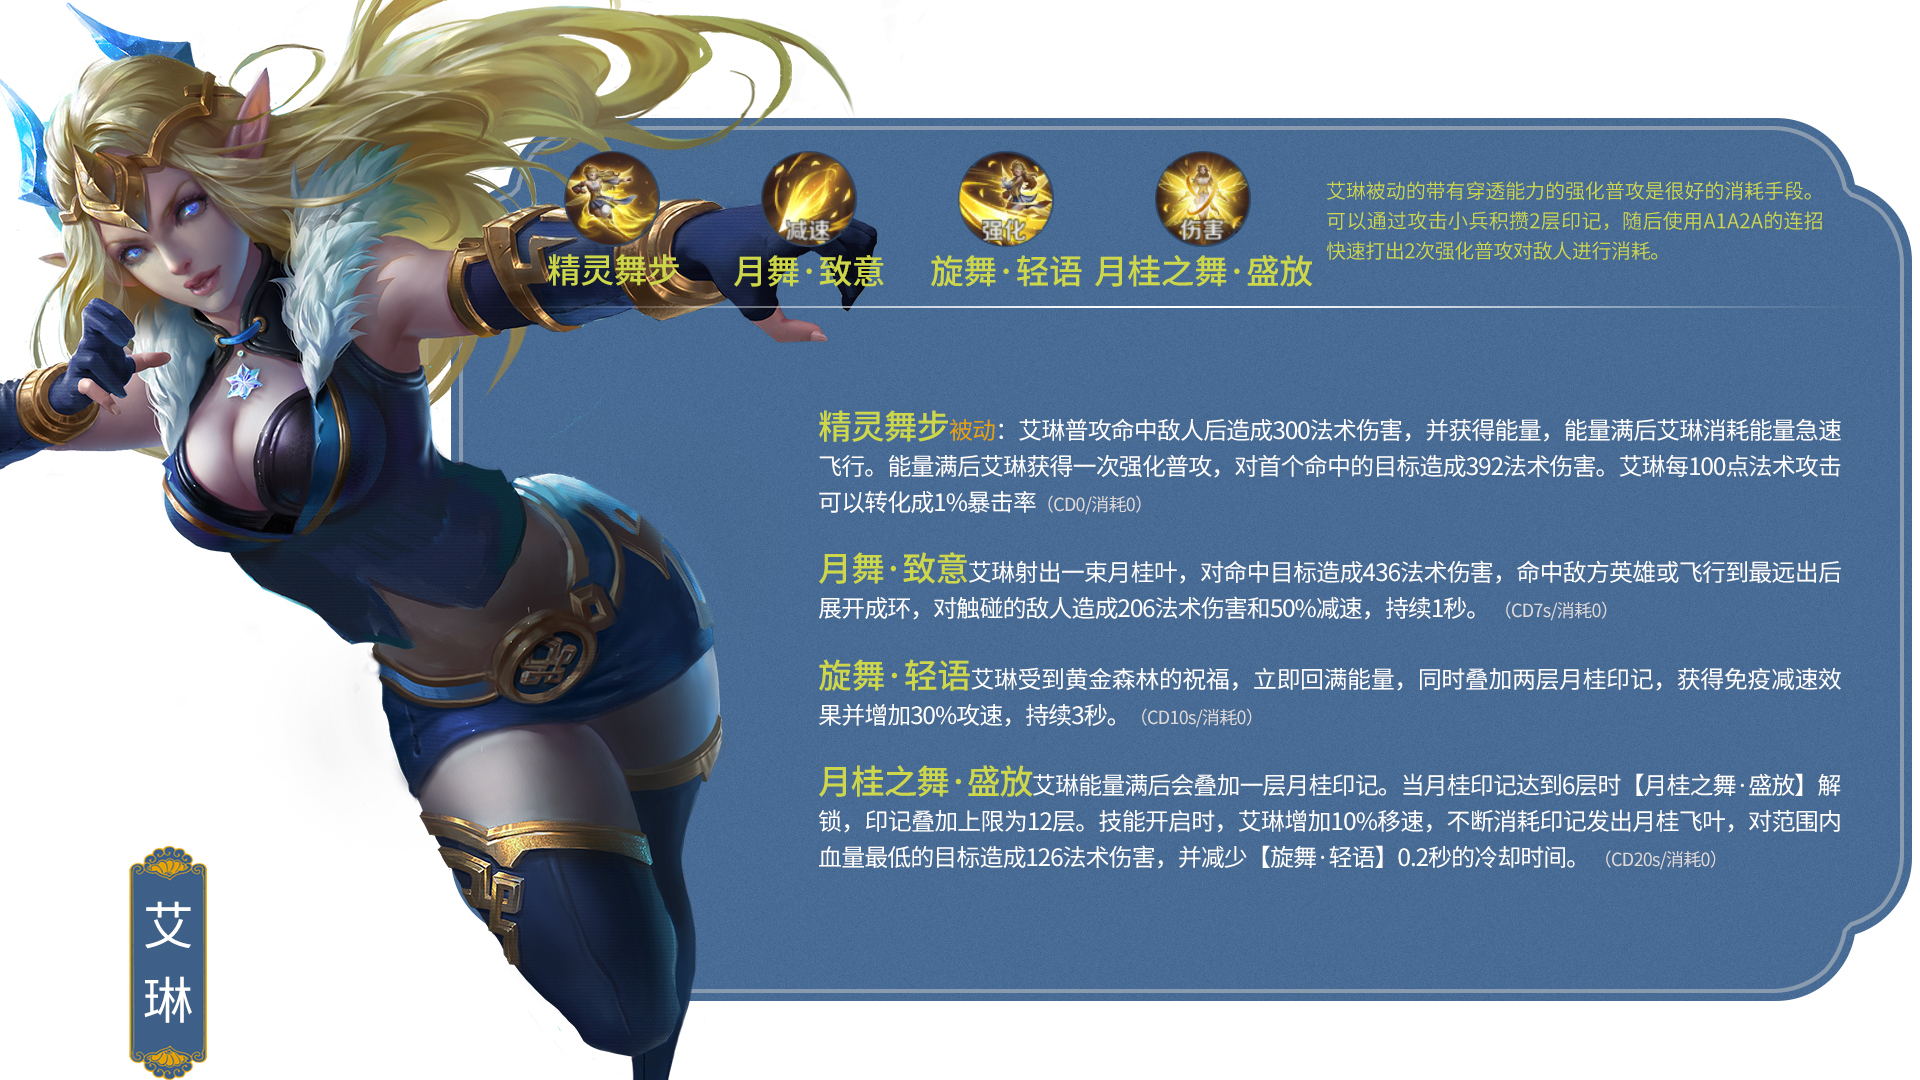 减速
强化
伤害
精灵舞步
月舞·致意
旋舞·轻语
月桂之舞·盛放
艾琳被动的带有穿透能力的强化普攻是很好的消耗手段。
可以通过攻击小兵积攒2层印记，随后使用A1A2A的连招
快速打出2次强化普攻对敌人进行消耗。
精灵舞步被动：艾琳普攻命中敌人后造成300法术伤害，并获得能量，能量满后艾琳消耗能量急速
飞行。能量满后艾琳获得一次强化普攻，对首个命中的目标造成392法术伤害。艾琳每100点法术攻击
可以转化成1%暴击率（CD0/消耗0）
月舞·致意艾琳射出一束月桂叶，对命中目标造成436法术伤害，命中敌方英雄或飞行到最远出后
展开成环，对触碰的敌人造成206法术伤害和50%减速，持续1秒。（CD7s/消耗0）
旋舞·轻语艾琳受到黄金森林的祝福，立即回满能量，同时叠加两层月桂印记，获得免疫减速效
果并增加30%攻速，持续3秒。（CD10s/消耗0）
月桂之舞·盛放艾琳能量满后会叠加一层月桂印记。当月桂印记达到6层时【月桂之舞·盛放】解
锁，印记叠加上限为12层。技能开启时，艾琳增加10%移速，不断消耗印记发出月桂飞叶，对范围内
血量最低的目标造成126法术伤害，并减少【旋舞·轻语】0.2秒的冷却时间。（CD20s/消耗0）
艾
琳